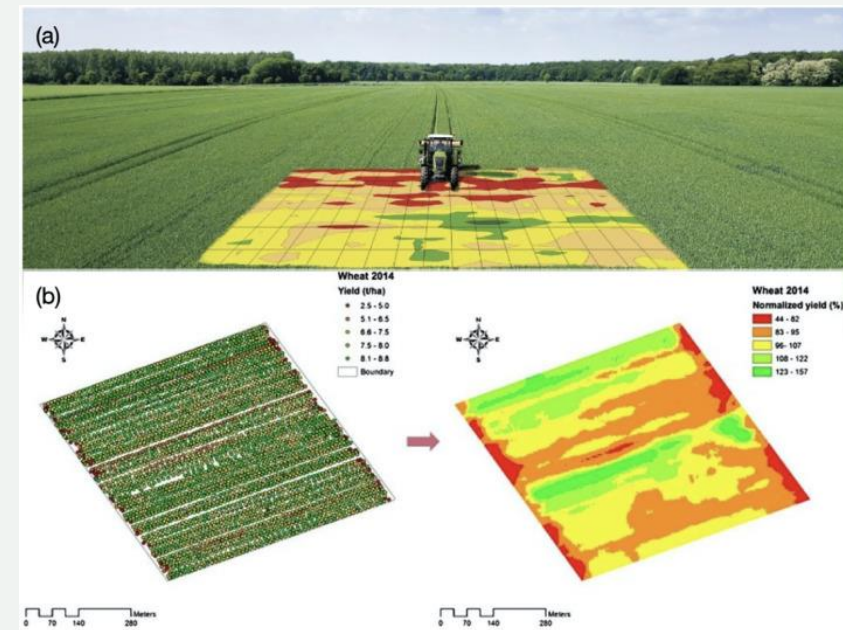 (a)
(b)
Wheat 2014
Yield (t/ha)
2.5 - 5.0
5.1 - 6.5
6.6 - 7.5
7.5 - 8.0
8.1 - 8.8
Boundary
N
W E
S
Meters
0 70 140 280
Wheat 2014
Normalized yield (%)
44 - 82
83 - 95
96 - 107
108 - 122
123 - 157
N
W E
S
Meters
0 70 140 280